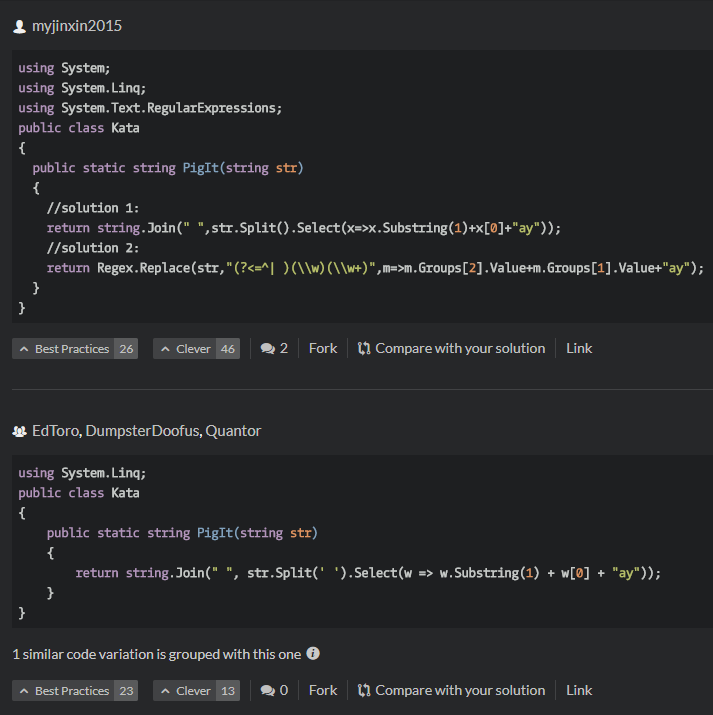 myjinxin2015
using System;
using System.Linq;
using System.Text.RegularExpressions;
public class Kata
{
  public static string PigIt(string str)
  {
    //solution 1:
    return string.Join(" ",str.Split().Select(x=>x.Substring(1)+x[0]+"ay"));
    //solution 2:
    return Regex.Replace(str,"(?<=^| )(\\w)(\\w+)",m=>m.Groups[2].Value+m.Groups[1].Value+"ay");
  }
}
Best Practices 26 Clever 46 2 Fork Compare with your solution Link
EdToro, DumpsterDoofus, Quantor
using System.Linq;
public class Kata
{
    public static string PigIt(string str)
    {
        return string.Join(" ", str.Split(' ').Select(w => w.Substring(1) + w[0] + "ay"));
    }
}
1 similar code variation is grouped with this one
Best Practices 23 Clever 13 0 Fork Compare with your solution Link